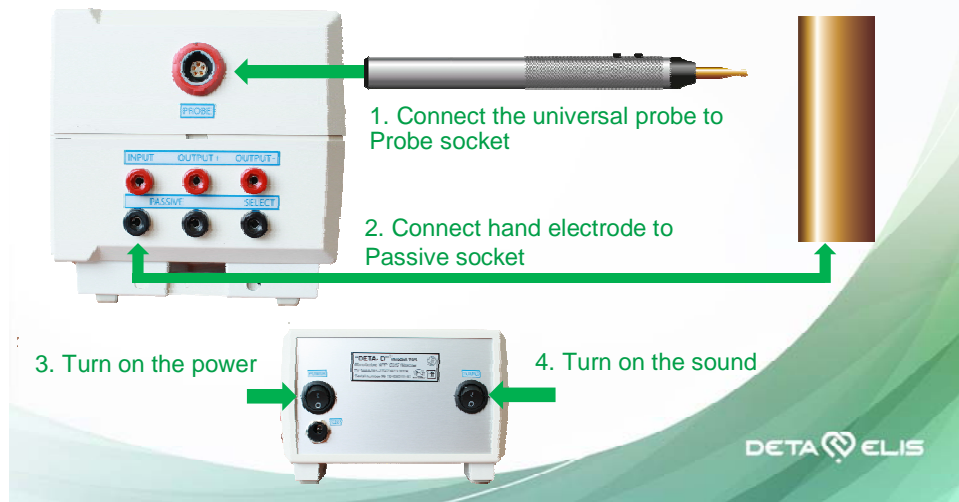 PROBE
1. Connect the universal probe to
Probe socket
INPUT OUTPUT+ OUTPUT-
PASSIVE SELECT
2. Connect hand electrode to
Passive socket
3. Turn on the power
POWER
"DETA-D"
4. Turn on the sound
DETA ELIS